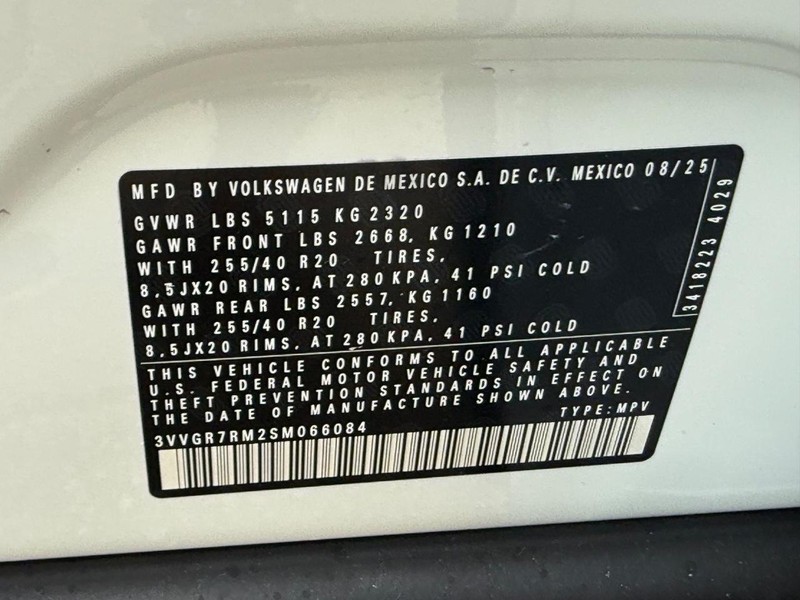 MFD BY VOLKSWAGEN DE MEXICO S.A. DE C.V. MEXICO 08/25
GVWR LBS 5115 KG 2320
GAWR FRONT LBS 2668, KG 1210
WITH 255/40 R20 TIRES,
8,5JX20 RIMS, AT 280 KPA, 41 PSI COLD
GAWR REAR LBS 2557, KG 1160
WITH 255/40 R20 TIRES,
8,5JX20 RIMS, AT 280 KPA, 41 PSI COLD
3418223 4029
THIS VEHICLE CONFORMS TO ALL APPLICABLE
U.S. FEDERAL MOTOR VEHICLE SAFETY AND
THEFT PREVENTION STANDARDS IN EFFECT ON
THE DATE OF MANUFACTURE SHOWN ABOVE.
TYPE: MPV
3VVGR7RM2SM066084